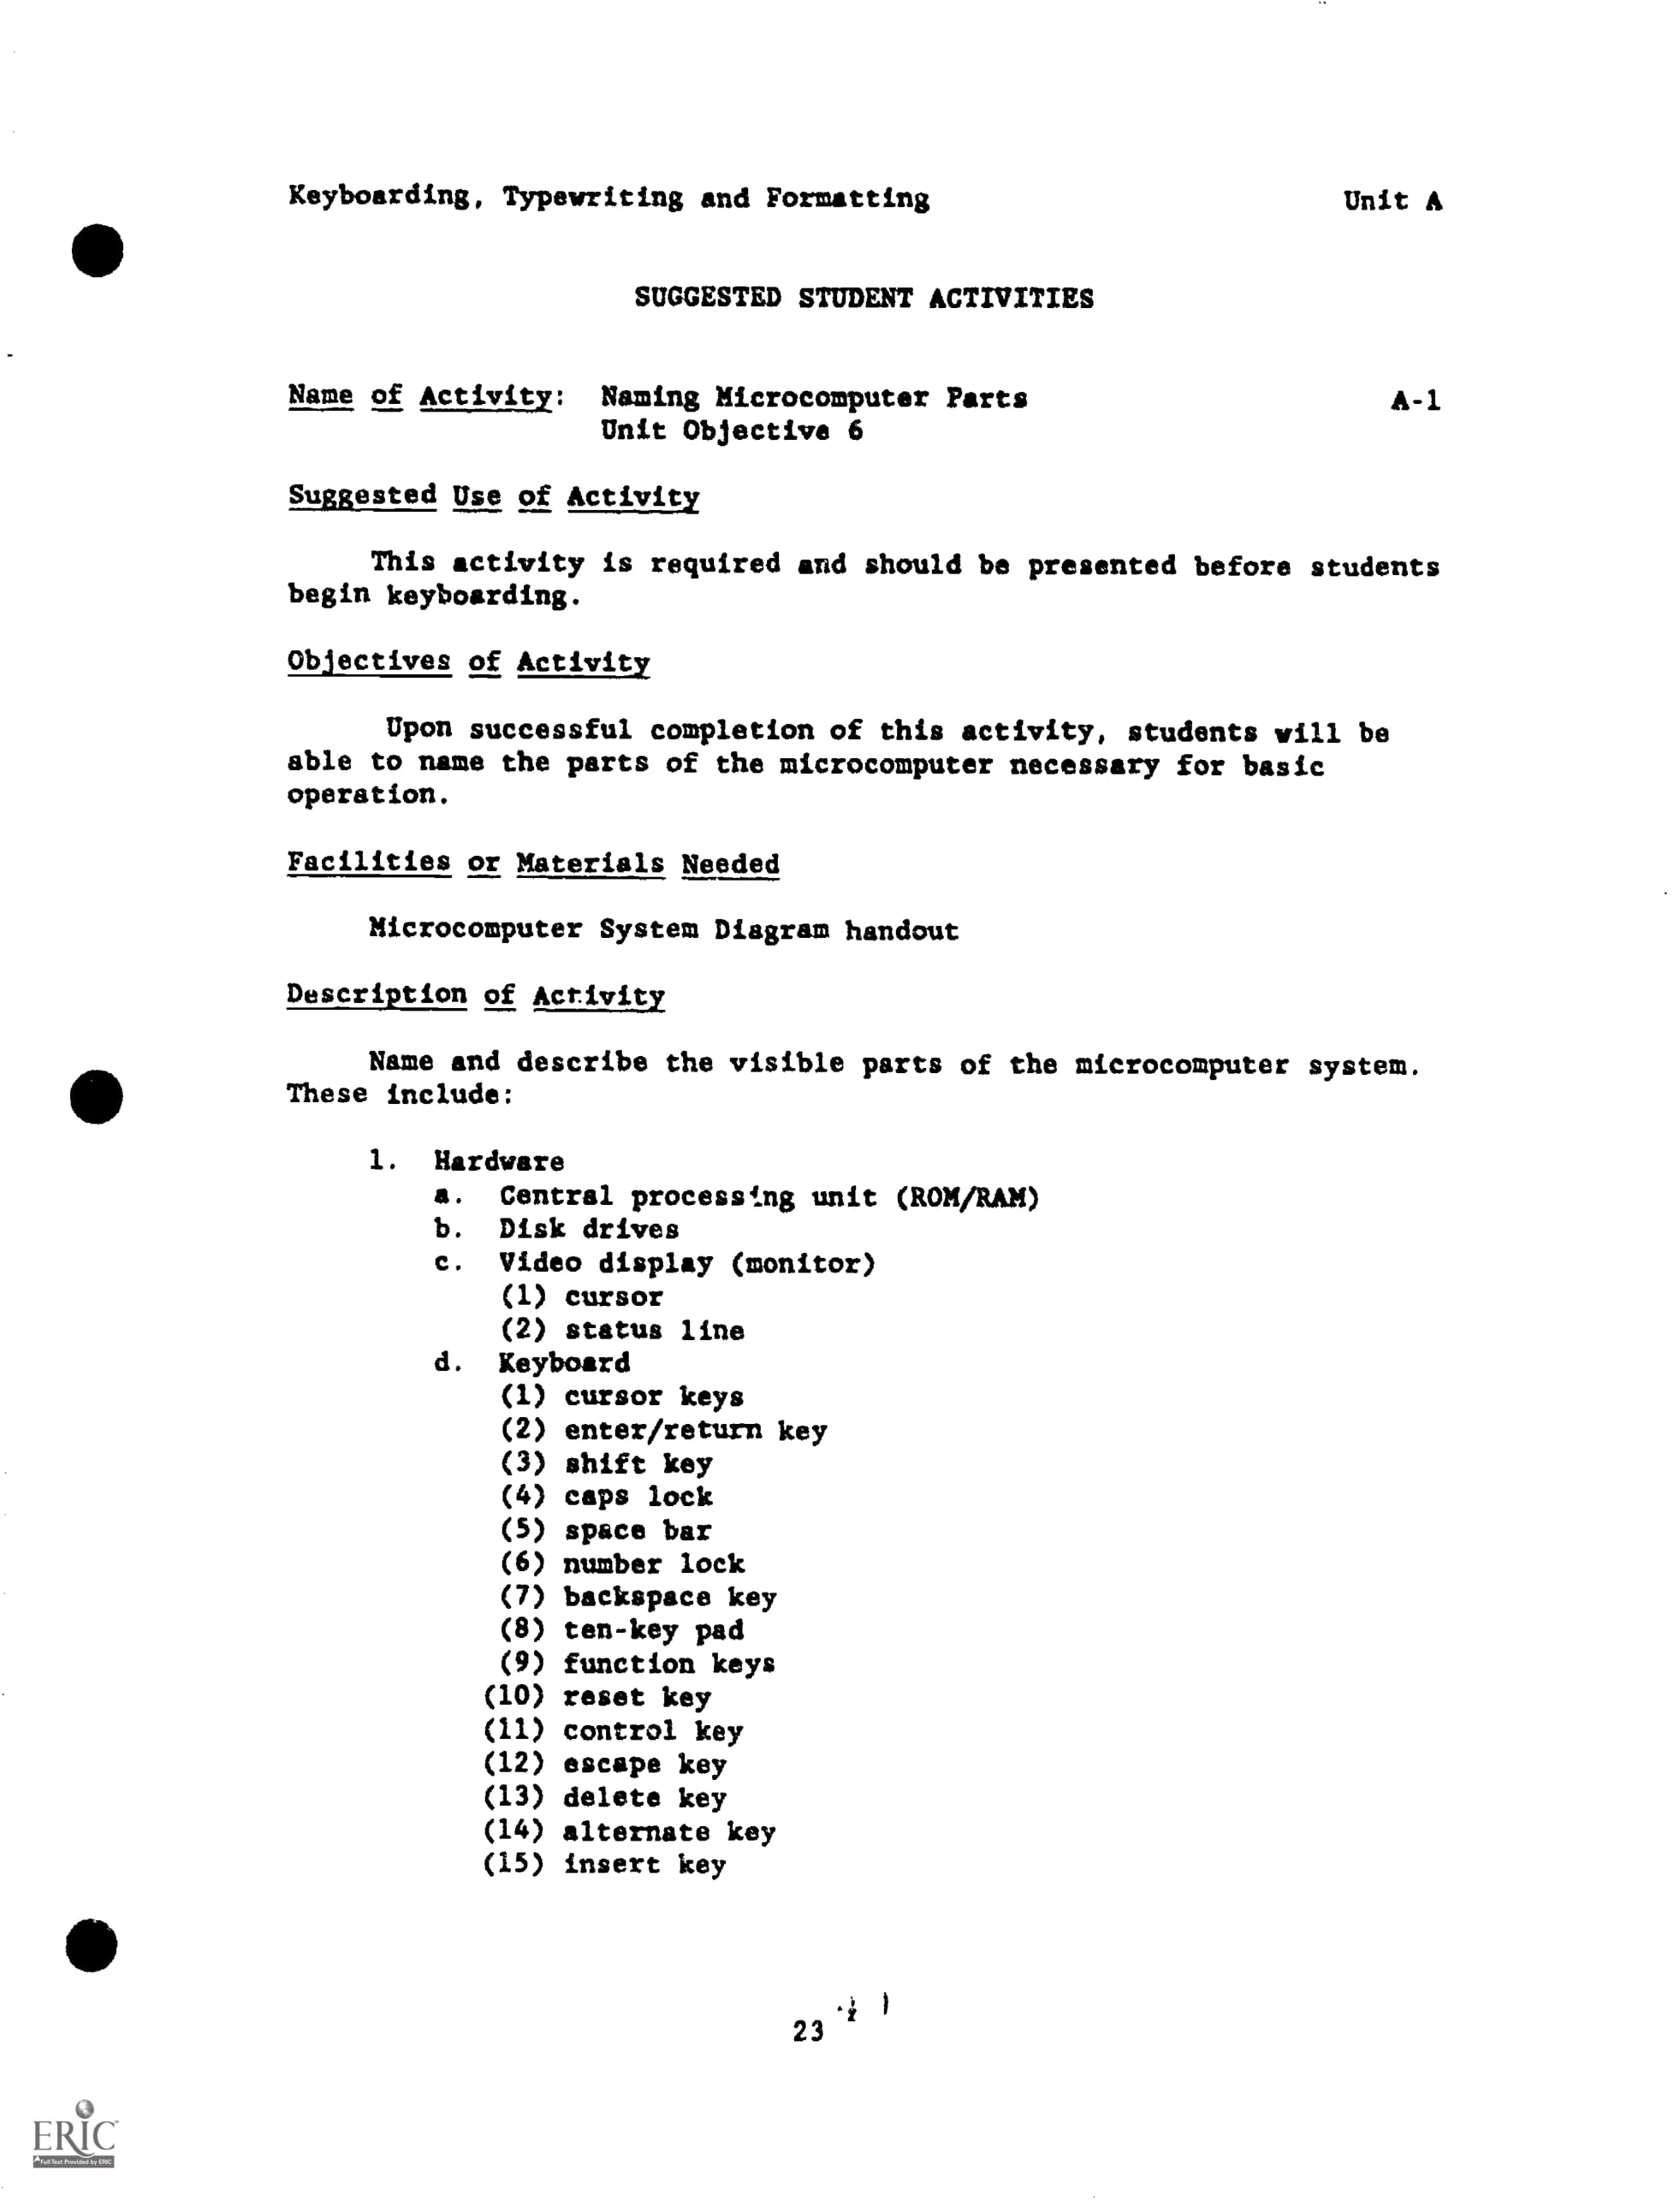 Keyboarding, Typewriting and Formatting Unit A
SUGGESTED STUDENT ACTIVITIES
Name of Activity: Naming Microcomputer Parts A-1
Unit Objective 6
Suggested Use of Activity
This activity is required and should be presented before students
begin keyboarding.
Objectives of Activity
Upon successful completion of this activity, students will be
able to name the parts of the microcomputer necessary for basic
operation.
Facilities or Materials Needed
Microcomputer System Diagram handout
Description of Activity
Name and describe the visible parts of the microcomputer system.
These include:
1. Hardware
a. Central processing unit (ROM/RAM)
b. Disk drives
c. Video display (monitor)
(1) cursor
(2) status line
d. Keyboard
(1) cursor keys
(2) enter/return key
(3) shift key
(4) caps lock
(5) space bar
(6) number lock
(7) backspace key
(8) ten-key pad
(9) function keys
(10) reset key
(11) control key
(12) escape key
(13) delete key
(14) alternate key
(15) insert key
23
ERIC
Full Text Provided by ERIC